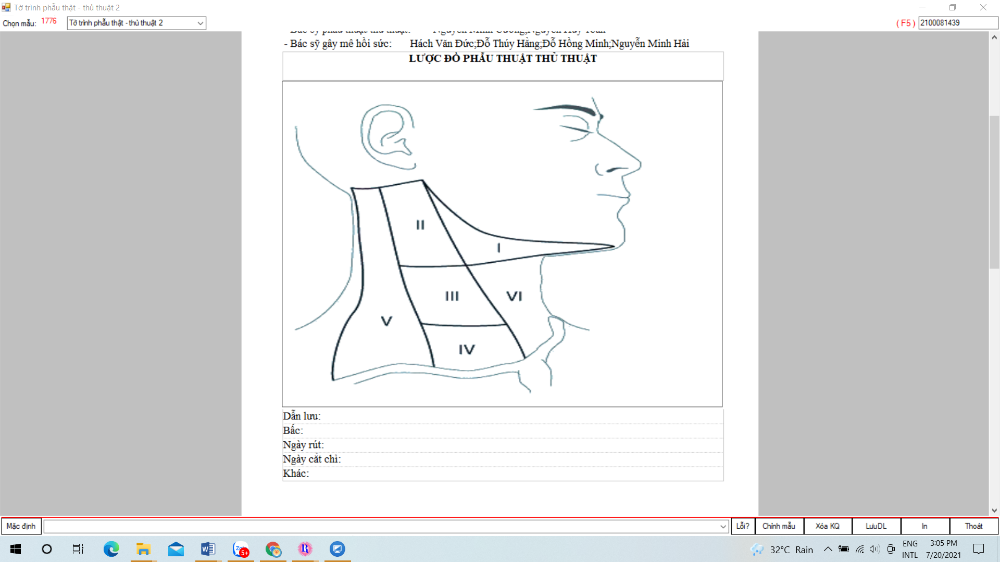 Tờ trình phẫu thật - thủ thuật 2
Chọn mẫu: 1776 Tờ trình phẫu thật - thủ thuật 2 ( F5 ) 2100081439
- Bác sỹ gây mê hồi sức: Hách Văn Đức;Đỗ Thúy Hằng;Đỗ Hồng Minh;Nguyễn Minh Hải
LƯỢC ĐỒ PHẪU THUẬT THỦ THUẬT
II
I
III
VI
V
IV
Dẫn lưu:
Bấc:
Ngày rút:
Ngày cắt chỉ:
Khác:
Mặc định Lỗi? Chỉnh mẫu Xóa KQ LưuDL In Thoát
32°C Rain
ENG
INTL
3:05 PM
7/20/2021
5+